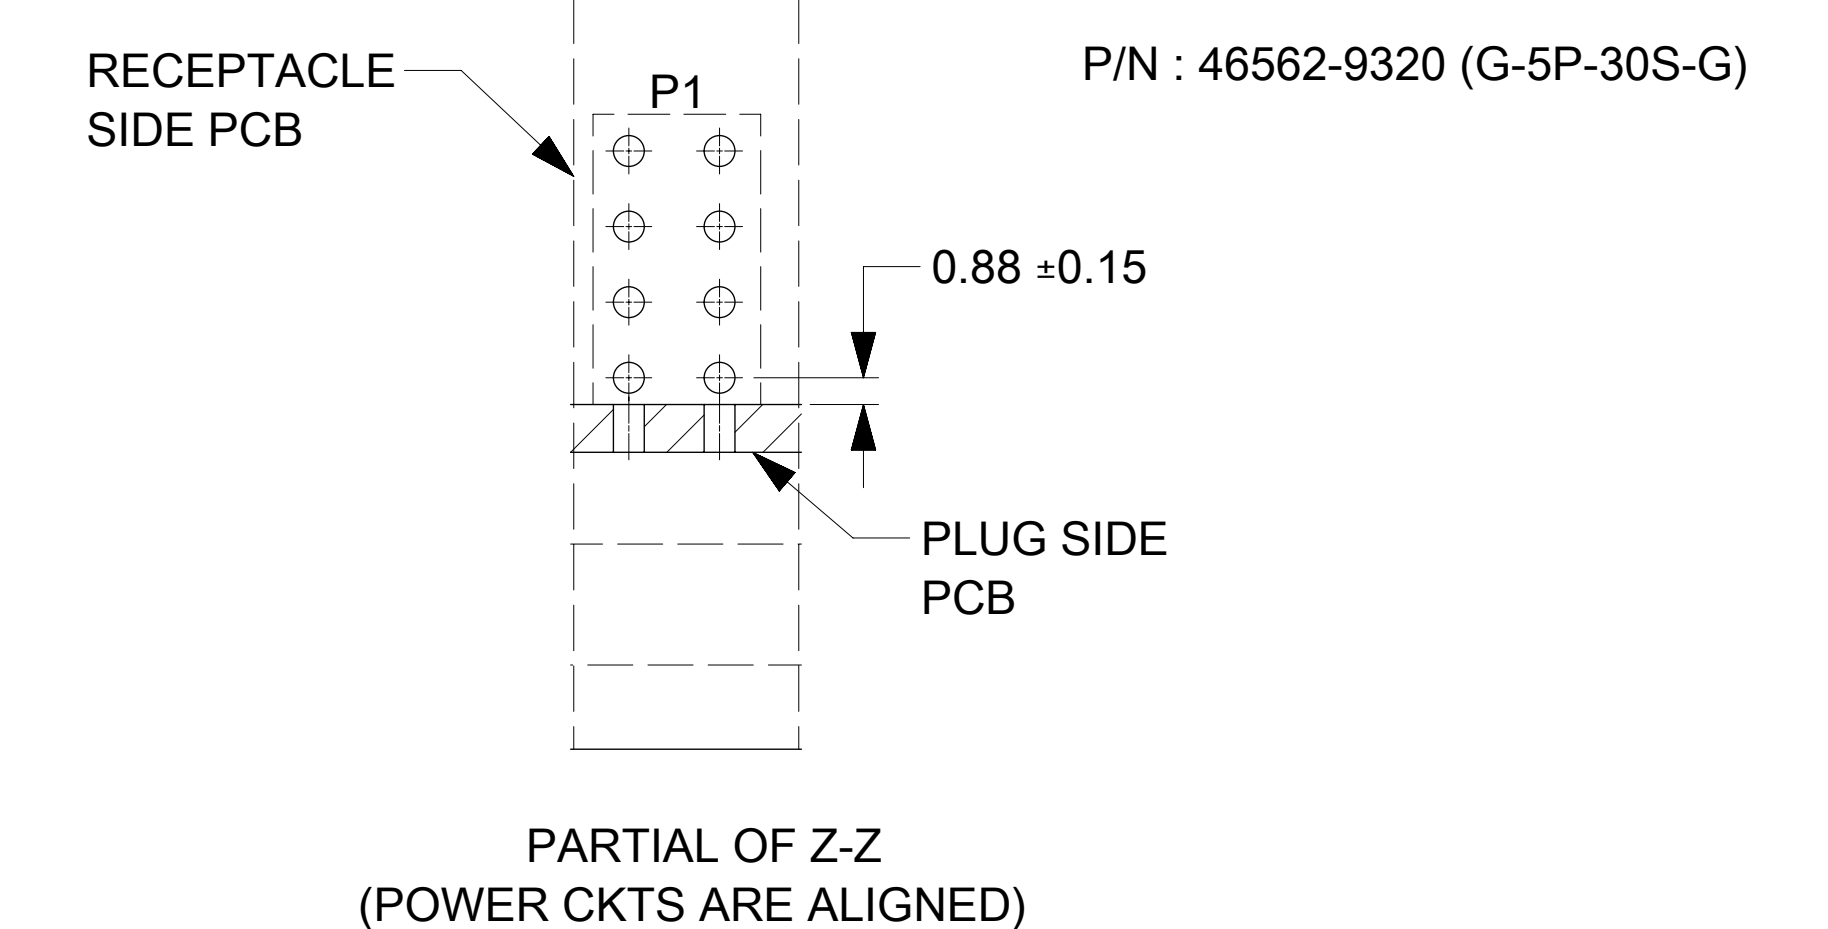 RECEPTACLE
SIDE PCB
P1
P/N : 46562-9320 (G-5P-30S-G)
0.88 ±0.15
PLUG SIDE
PCB
PARTIAL OF Z-Z
(POWER CKTS ARE ALIGNED)